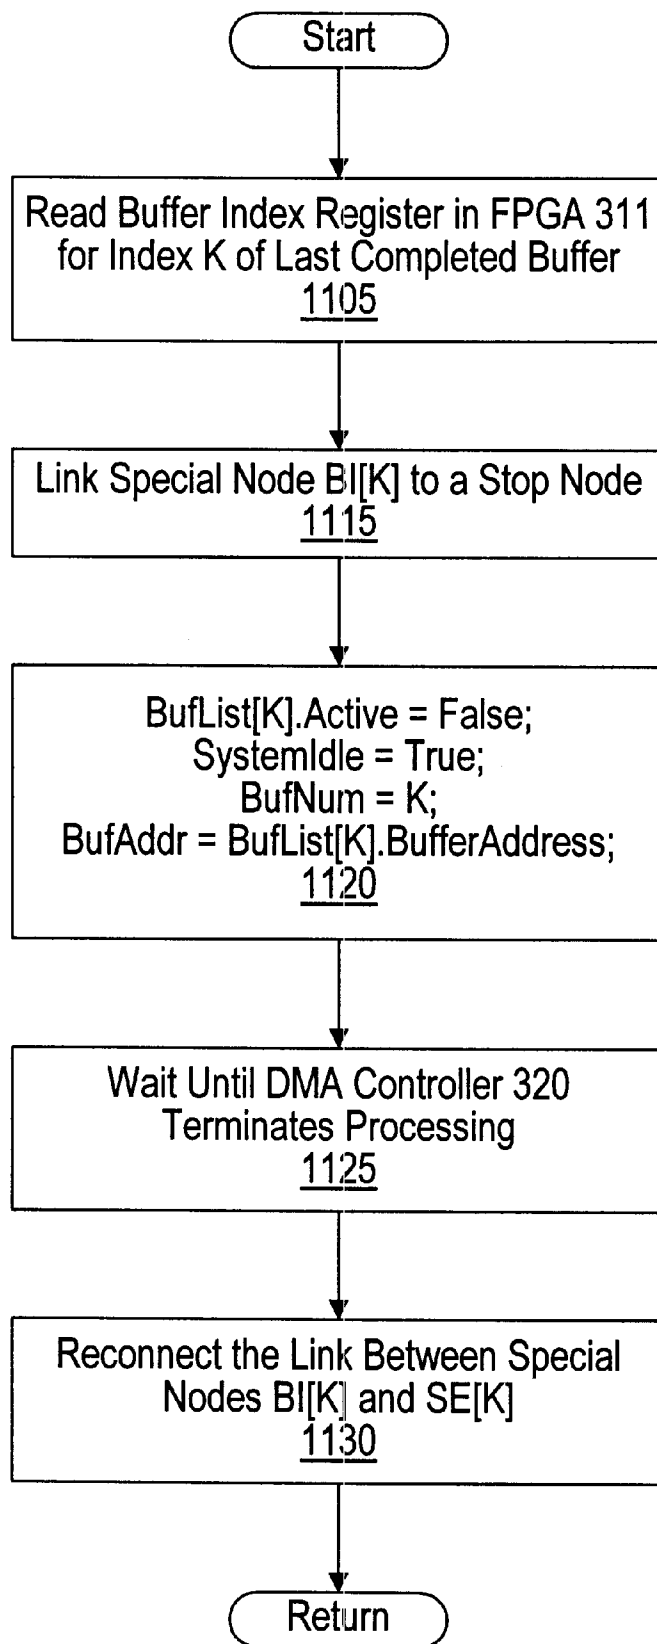 Start
Read Buffer Index Register in FPGA 311
for Index K of Last Completed Buffer
1105
Link Special Node BI[K] to a Stop Node
1115
BufList[K].Active = False;
SystemIdle = True;
BufNum = K;
BufAddr = BufList[K].BufferAddress;
1120
Wait Until DMA Controller 320
Terminates Processing
1125
Reconnect the Link Between Special
Nodes BI[K] and SE[K]
1130
Return